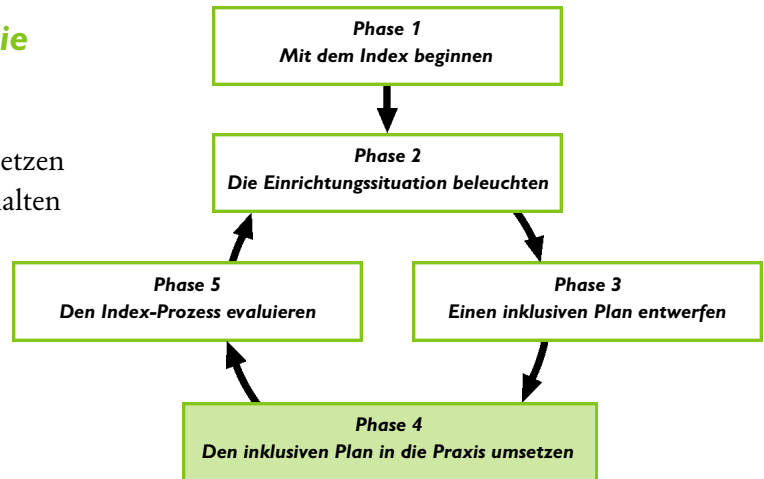 ie
Phase 1
Mit dem Index beginnen
etzen
alten
Phase 2
Die Einrichtungssituation beleuchten
Phase 5
Den Index-Prozess evaluieren
Phase 3
Einen inklusiven Plan entwerfen
Phase 4
Den inklusiven Plan in die Praxis umsetzen